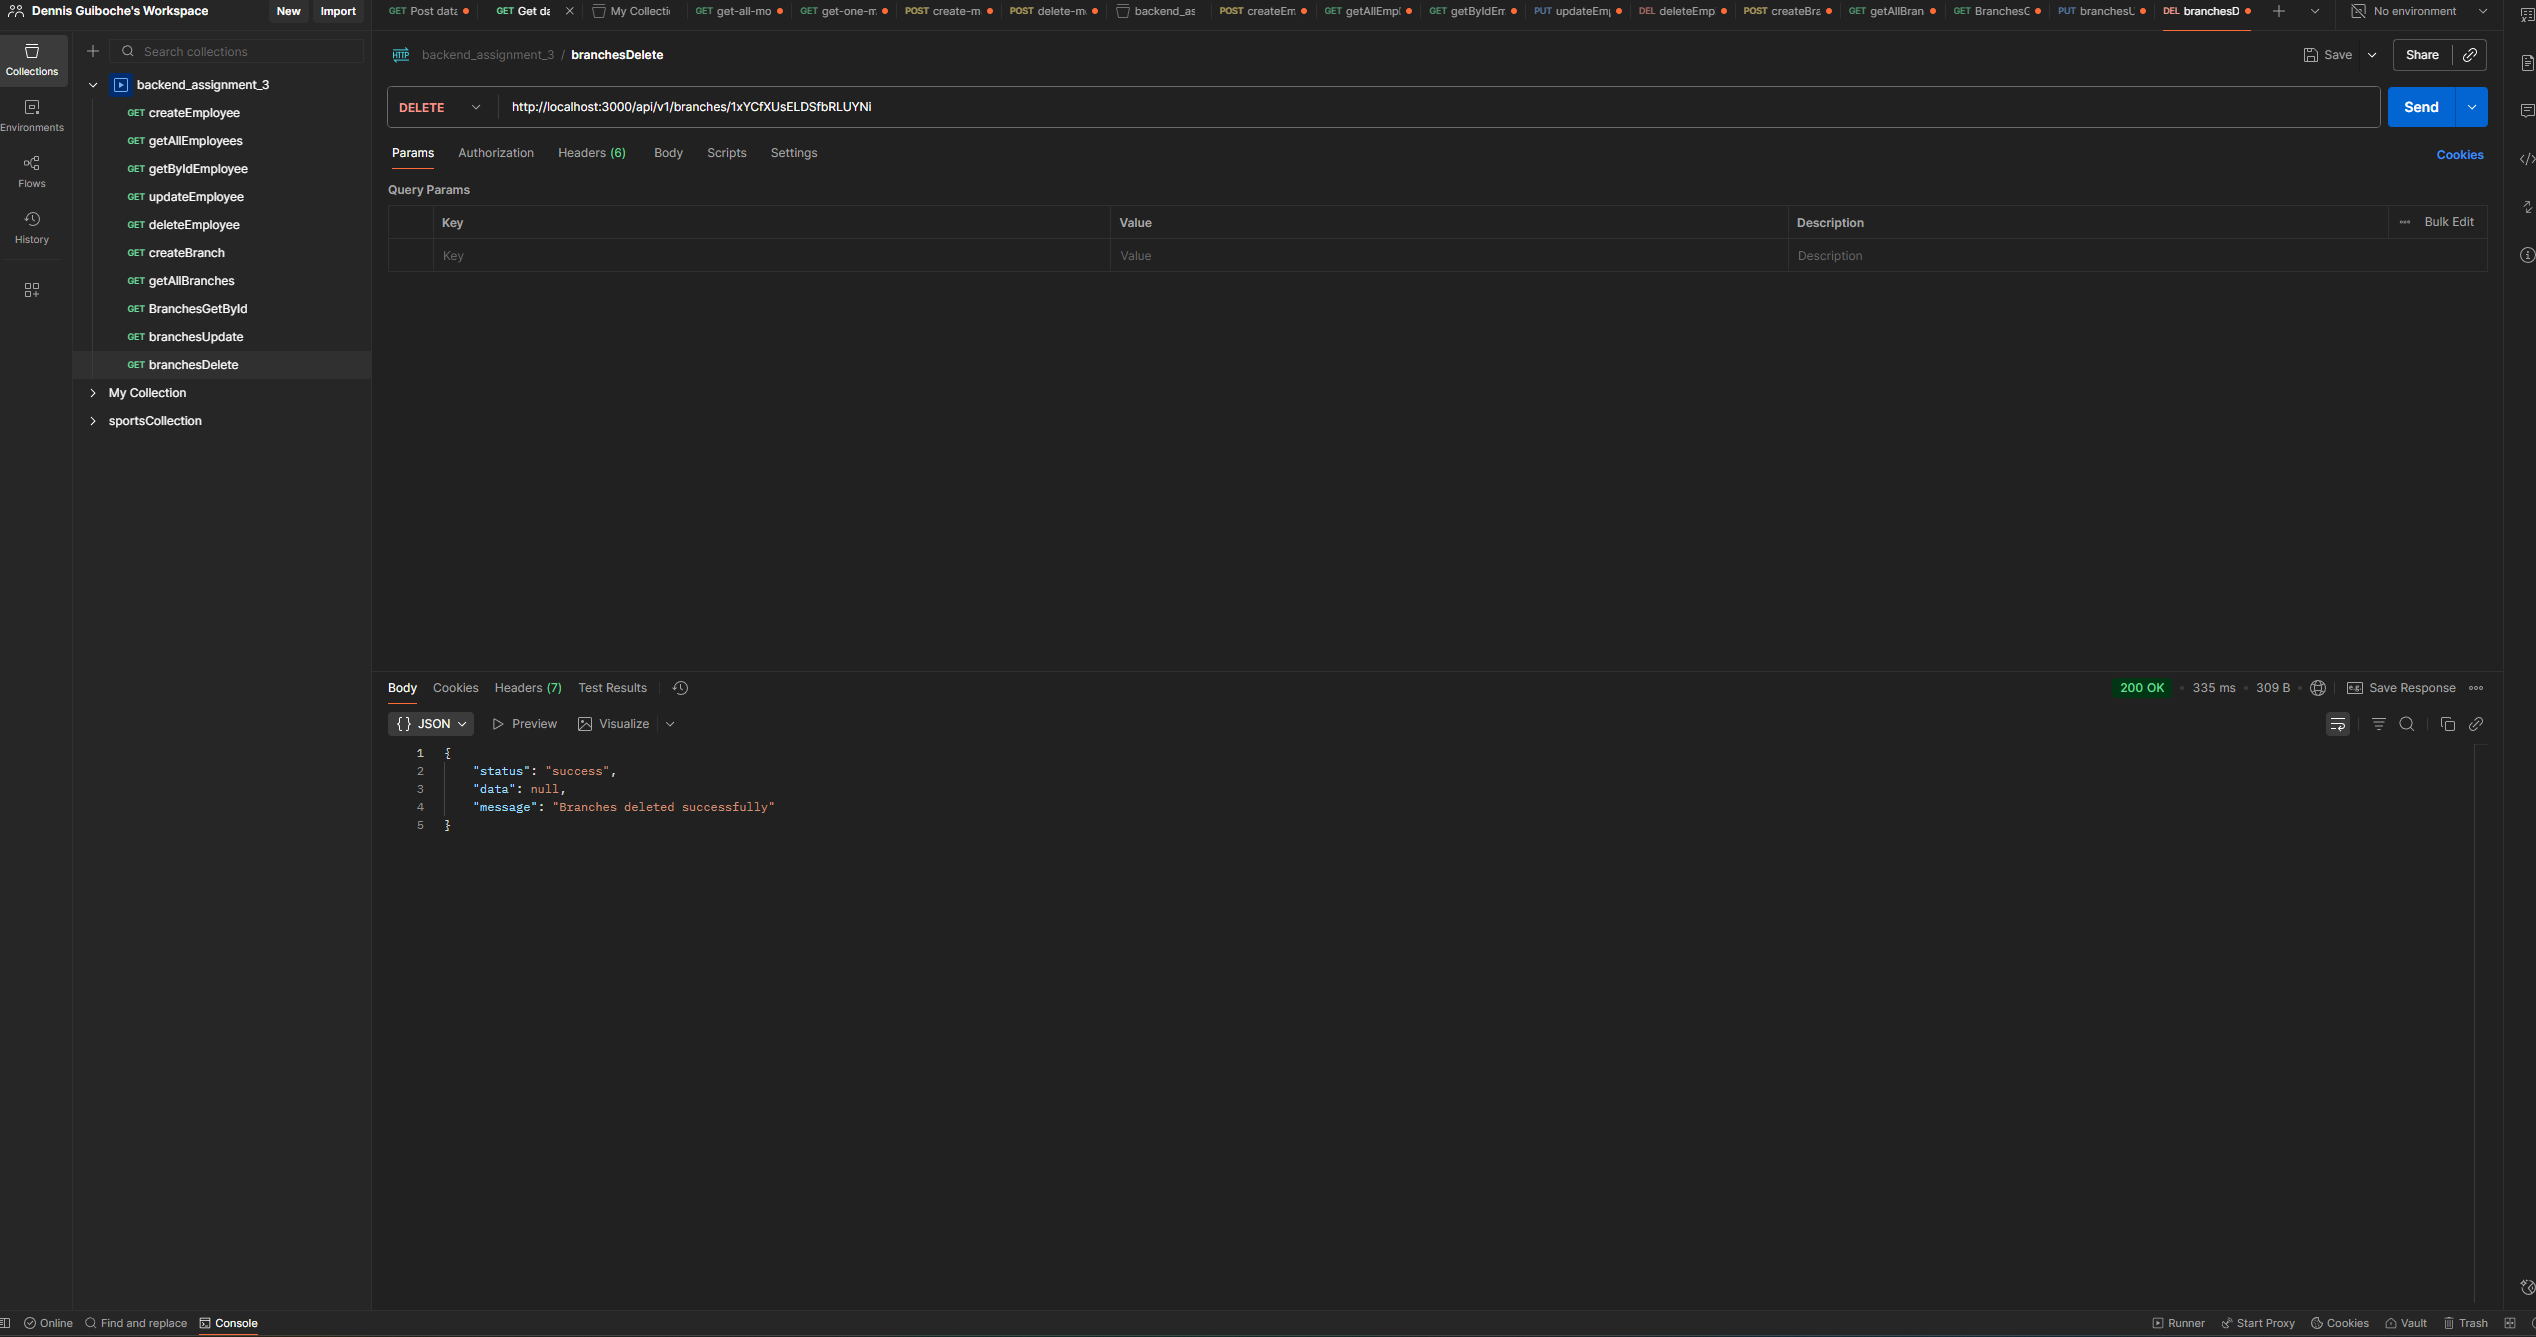 Dennis Guiboche's Workspace
New
Import
GET Post data
GET Get da
My Collecti
GET get-all-mo
GET get-one-m
POST create-m
POST delete-m
backend_as
POST createEm
GET getAllEmpl
GET getByIdEm
PUT updateEmp
DEL deleteEmp
POST createBra
GET getAllBran
GET BranchesG
PUT branchesU
DEL branchesD
No environment
Collections
Environments
Flows
History
Search collections
backend_assignment_3
GET createEmployee
GET getAllEmployees
GET getByIdEmployee
GET updateEmployee
GET deleteEmployee
GET createBranch
GET getAllBranches
GET BranchesGetById
GET branchesUpdate
GET branchesDelete
My Collection
sportsCollection
HTTP backend_assignment_3 / branchesDelete
Save
Share
DELETE
http://localhost:3000/api/v1/branches/1xYCfXUsELDSfbRLUYNi
Send
Params Authorization Headers (6) Body Scripts Settings
Cookies
Query Params
Key Value Description
Bulk Edit
Key Value Description
Body Cookies Headers (7) Test Results
200 OK • 335 ms • 309 B
e.g. Save Response
{} JSON Preview Visualize
1 {
2 "status": "success",
3 "data": null,
4 "message": "Branches deleted successfully"
5 }
Online Find and replace Console
Runner Start Proxy Cookies Vault Trash